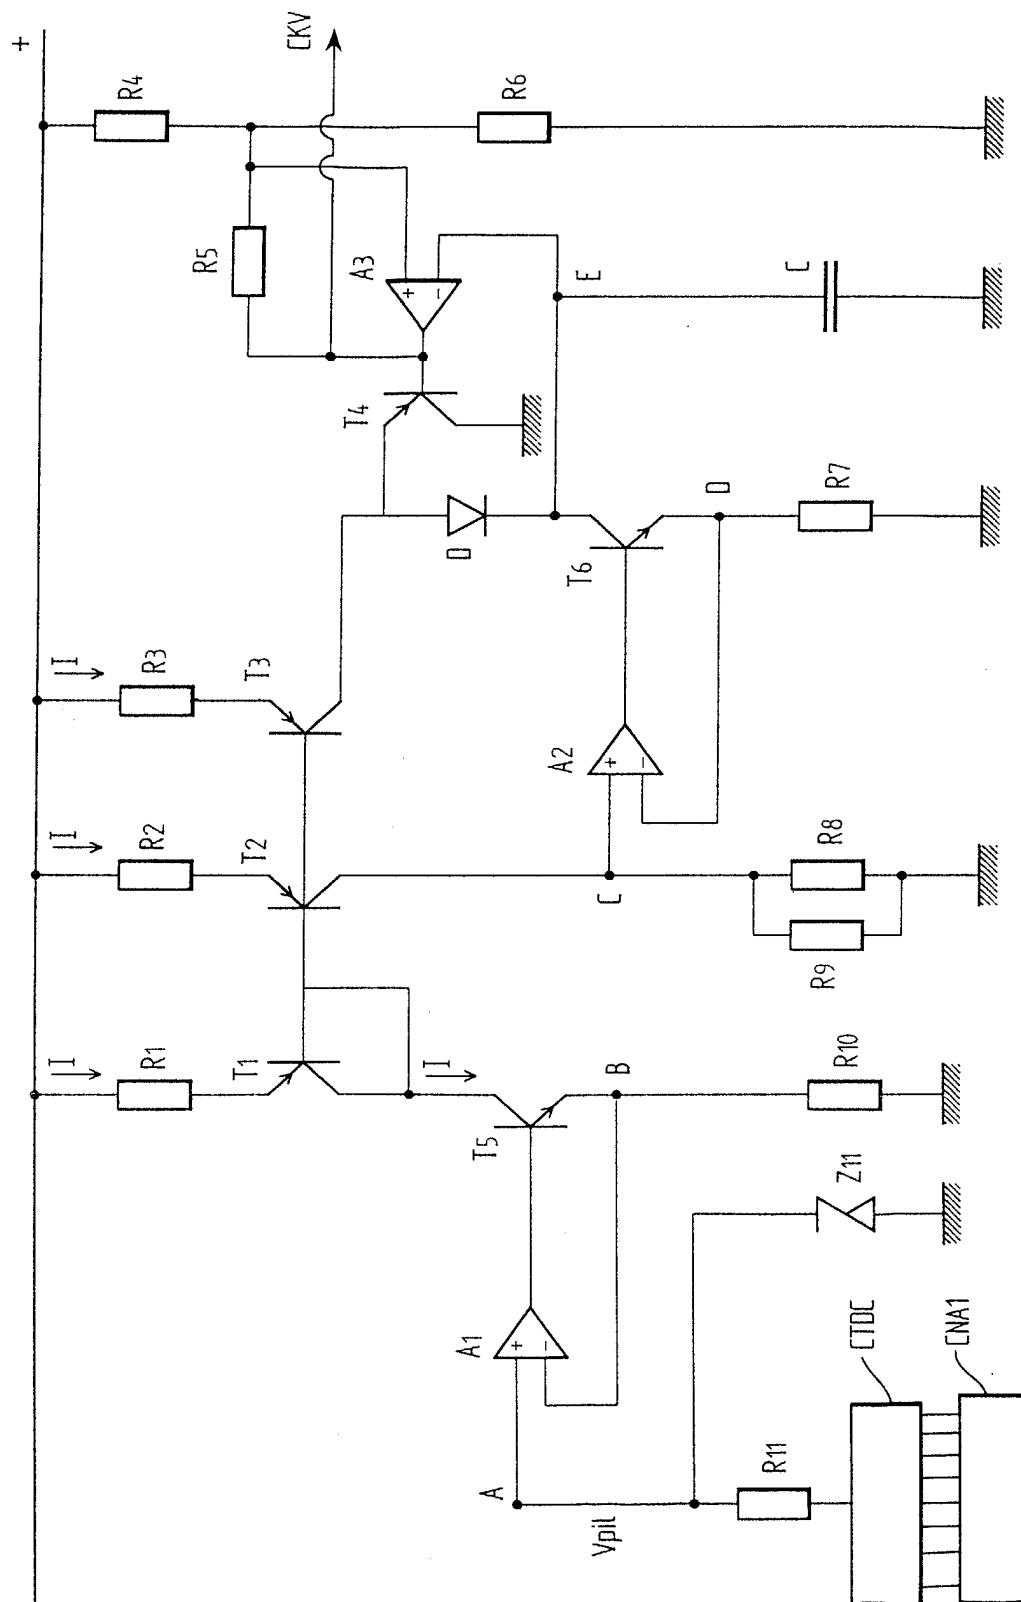 +
CKV
R4
R6
R5
A3
+
-
E
C
T4
D
R7
D
T6
I
R3
T3
A2
+
-
I
R2
T2
C
R8
R9
I
R1
T1
I
B
R10
T5
Z11
A1
+
-
CTDC
CNA1
A
Vpil
R11